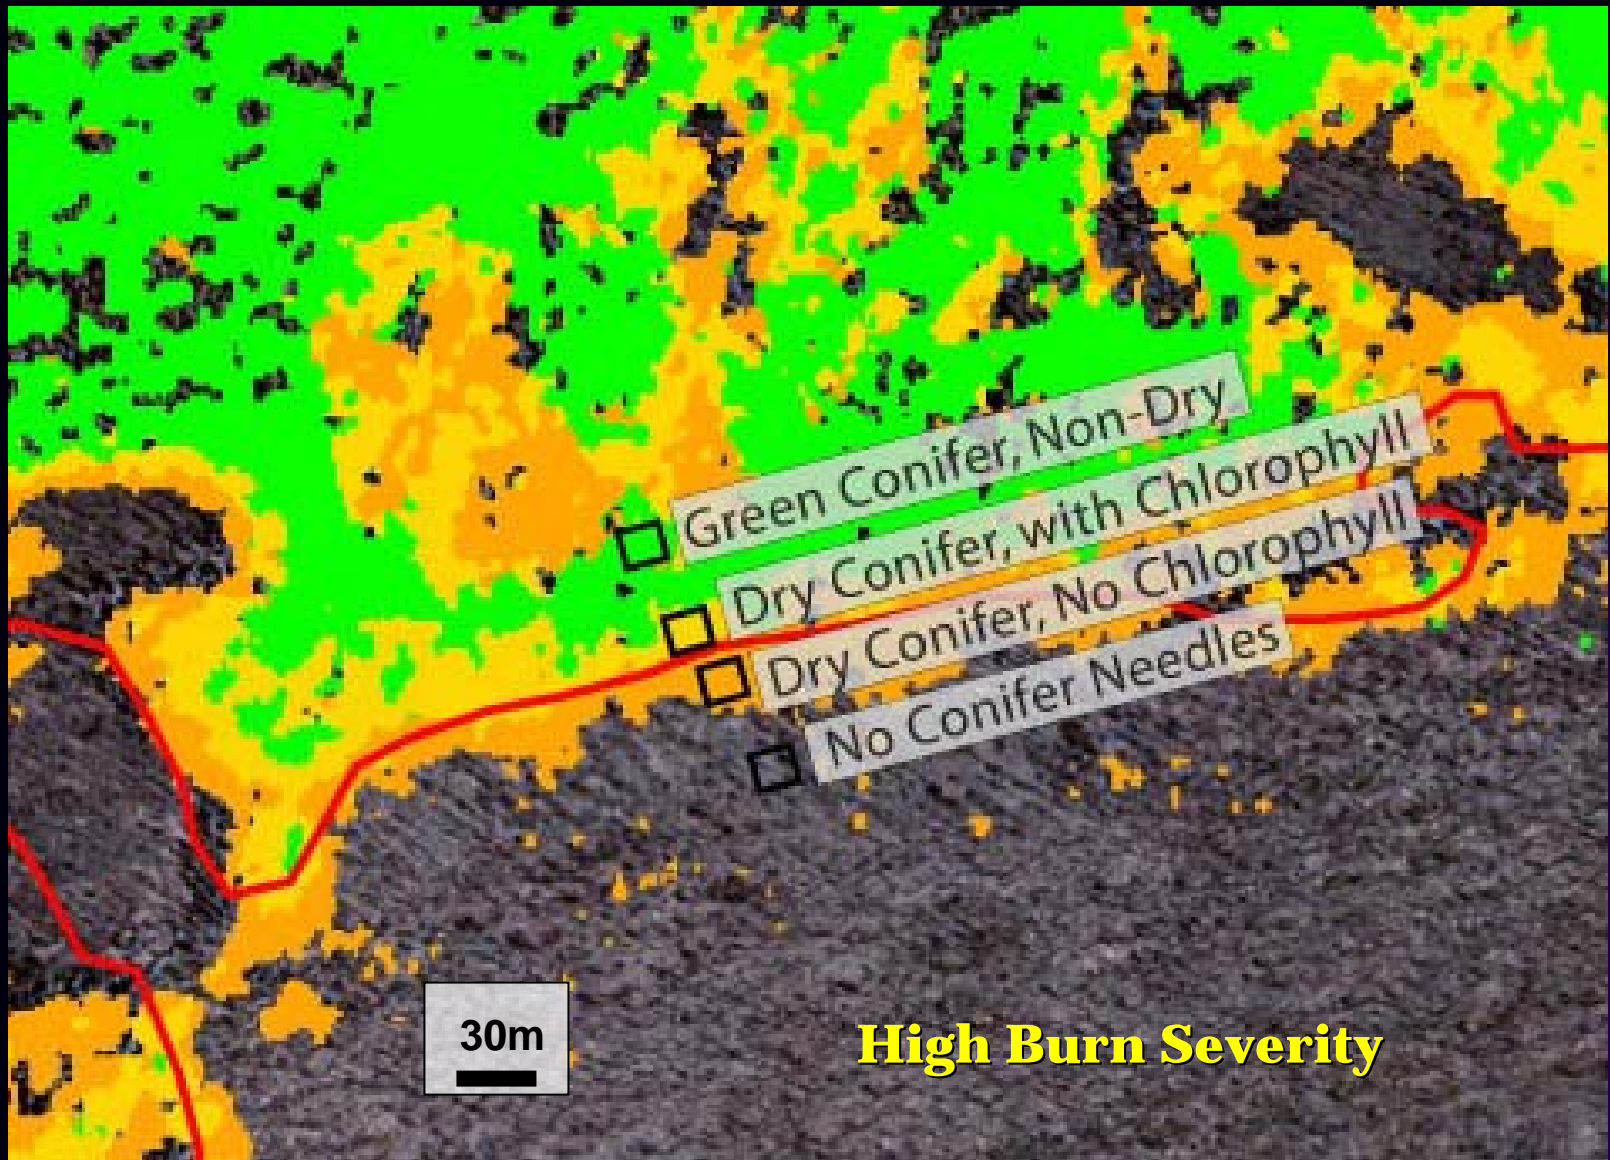 Green Conifer, Non-Dry
Dry Conifer, with Chlorophyll
Dry Conifer, No Chlorophyll
No Conifer Needles
30m
High Burn Severity